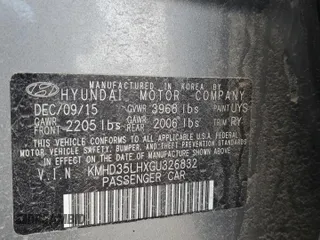 MANUFACTURED IN KOREA BY
HYUNDAI MOTOR COMPANY
DEC/09/15 GVWR 3968 lbs PAINT UYS
GAWR FRONT 2205 lbs GAWR REAR 2006 lbs TRIM RY
THIS VEHICLE CONFORMS TO ALL APPLICABLE U.S. FEDERAL
MOTOR VEHICLE SAFETY, BUMPER, AND THEFT PREVENTION
STANDARDS IN EFFECT ON THE DATE OF MANUFACTURE
SHOWN ABOVE.
V.I.N. KMHD35LHXGU326832
PASSENGER CAR